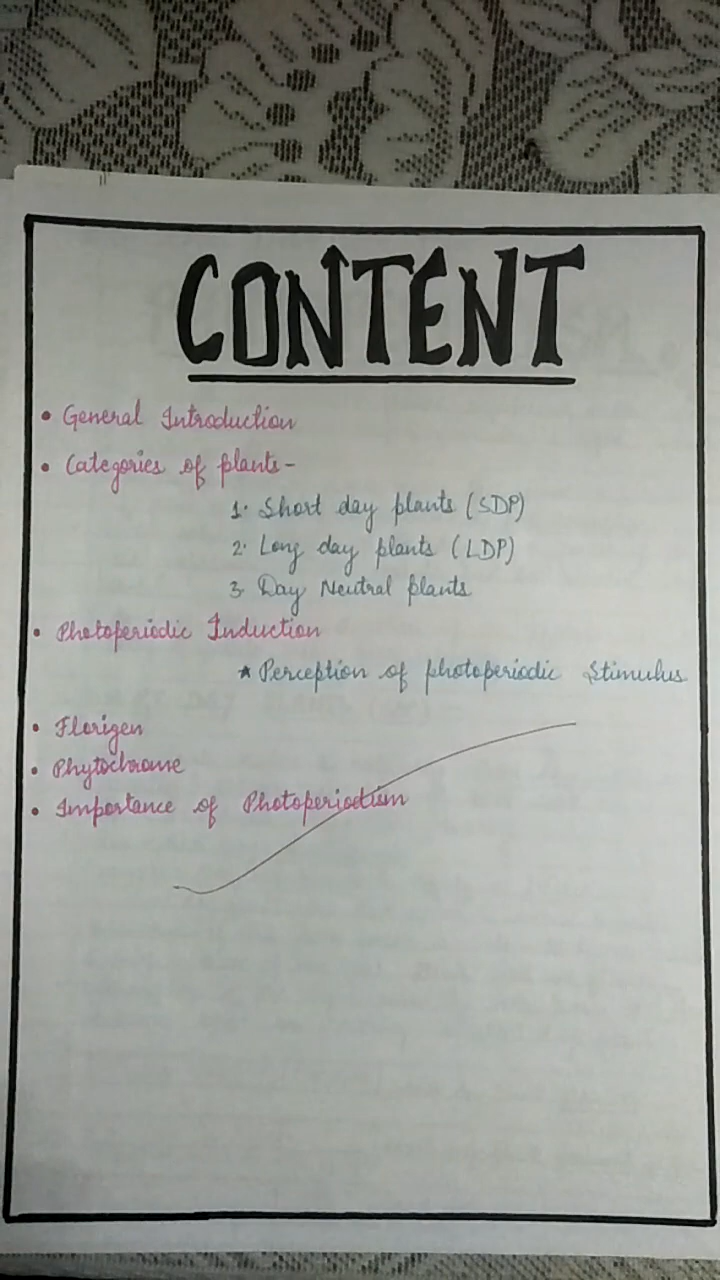 CONTENT
• General Introduction
• Categories of plants-
1. Short day plants (SDP)
2. Long day plants (LDP)
3. Day Neutral plants
• Photoperiodic Induction
★ Perception of photoperiodic Stimulus
• Florigen
• Phytochrome
• Importance of Photoperiodism